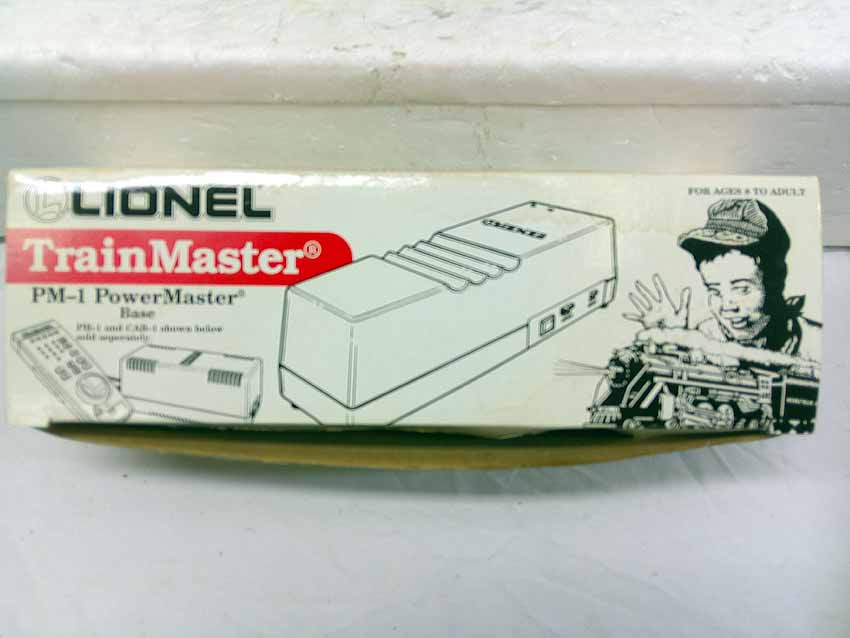 LIONEL
FOR AGES 8 TO ADULT
TrainMaster®
PM-1 PowerMaster®
Base
PH-1 and CAB-1 shown below
sold separately.
LIONEL